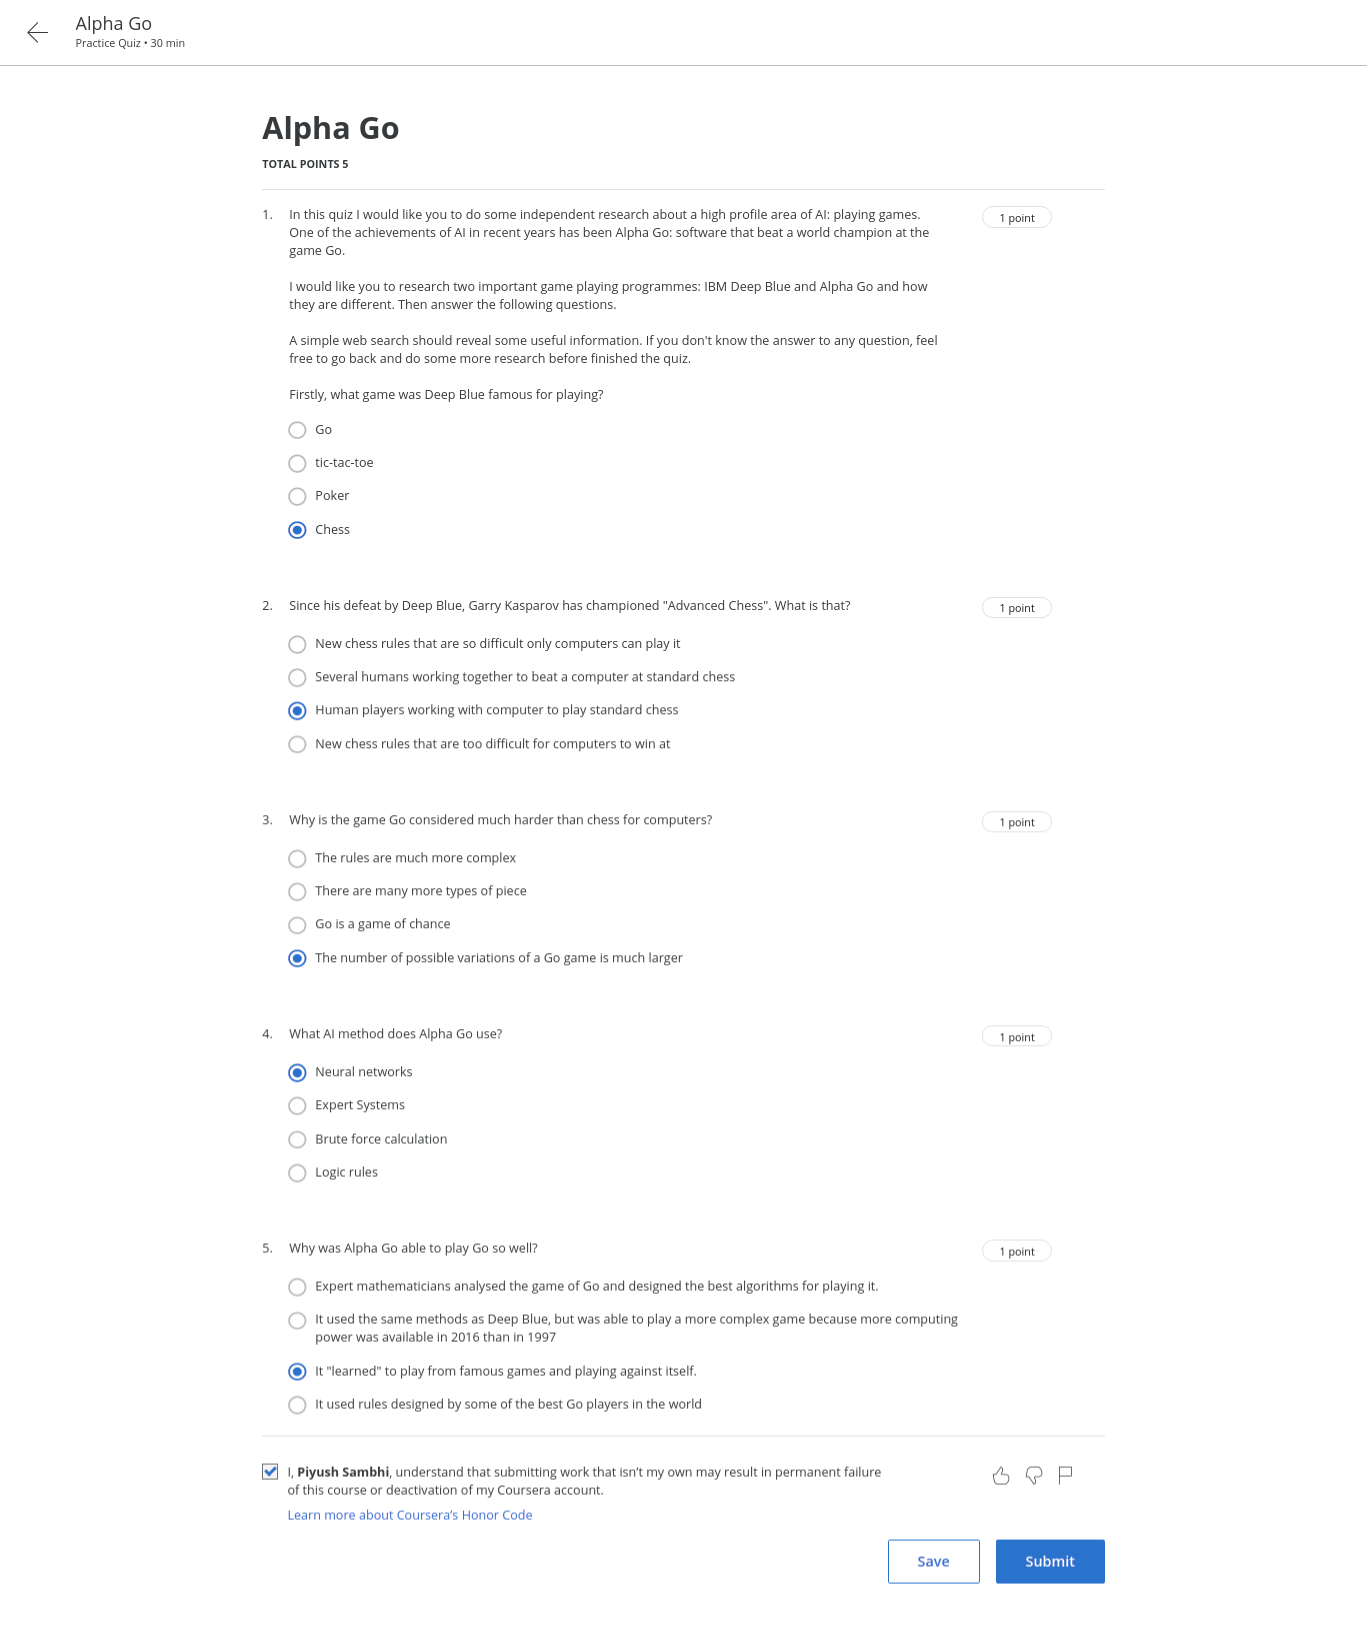 Alpha Go
Practice Quiz • 30 min
Alpha Go
TOTAL POINTS 5
1. In this quiz I would like you to do some independent research about a high profile area of AI: playing games. 1 point
One of the achievements of AI in recent years has been Alpha Go: software that beat a world champion at the
game Go.
I would like you to research two important game playing programmes: IBM Deep Blue and Alpha Go and how
they are different. Then answer the following questions.
A simple web search should reveal some useful information. If you don't know the answer to any question, feel
free to go back and do some more research before finished the quiz.
Firstly, what game was Deep Blue famous for playing?
Go
tic-tac-toe
Poker
Chess
2. Since his defeat by Deep Blue, Garry Kasparov has championed "Advanced Chess". What is that? 1 point
New chess rules that are so difficult only computers can play it
Several humans working together to beat a computer at standard chess
Human players working with computer to play standard chess
New chess rules that are too difficult for computers to win at
3. Why is the game Go considered much harder than chess for computers? 1 point
The rules are much more complex
There are many more types of piece
Go is a game of chance
The number of possible variations of a Go game is much larger
4. What AI method does Alpha Go use? 1 point
Neural networks
Expert Systems
Brute force calculation
Logic rules
5. Why was Alpha Go able to play Go so well? 1 point
Expert mathematicians analysed the game of Go and designed the best algorithms for playing it.
It used the same methods as Deep Blue, but was able to play a more complex game because more computing
power was available in 2016 than in 1997
It "learned" to play from famous games and playing against itself.
It used rules designed by some of the best Go players in the world
I, Piyush Sambhi, understand that submitting work that isn’t my own may result in permanent failure
of this course or deactivation of my Coursera account.
Learn more about Coursera’s Honor Code
Save Submit